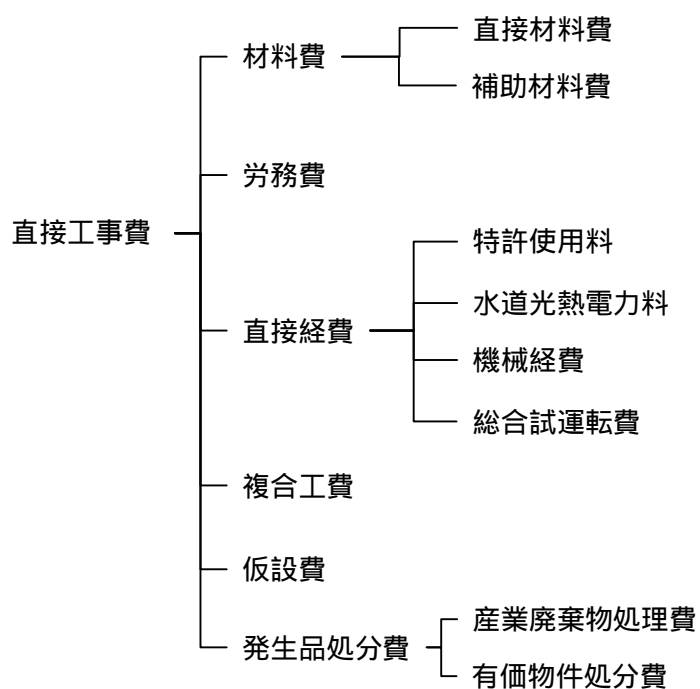 直接工事費
材料費
直接材料費
補助材料費
労務費
直接経費
特許使用料
水道光熱電力料
機械経費
総合試運転費
複合工費
仮設費
発生品処分費
産業廃棄物処理費
有価物件処分費